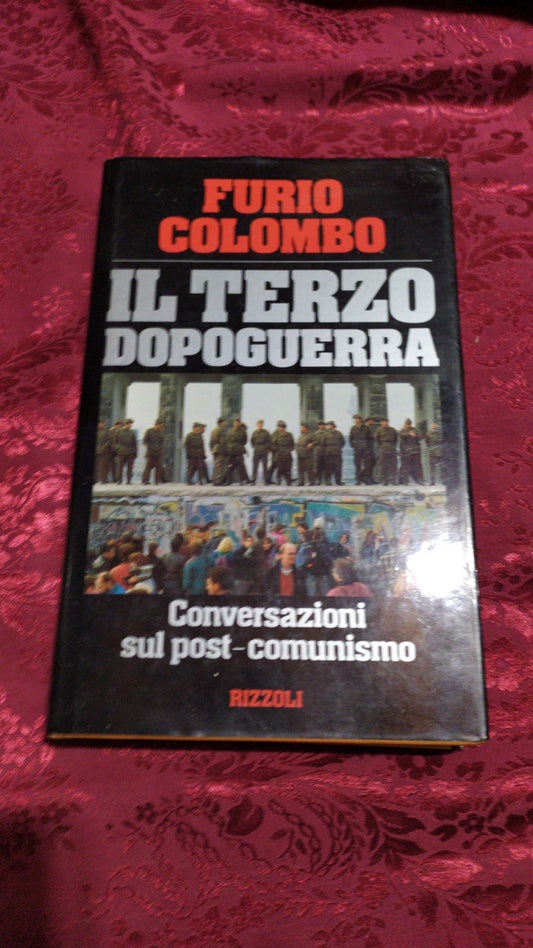 FURIO
COLOMBO
IL TERZO
DOPOGUERRA
Conversazioni
sul post-comunismo
RIZZOLI